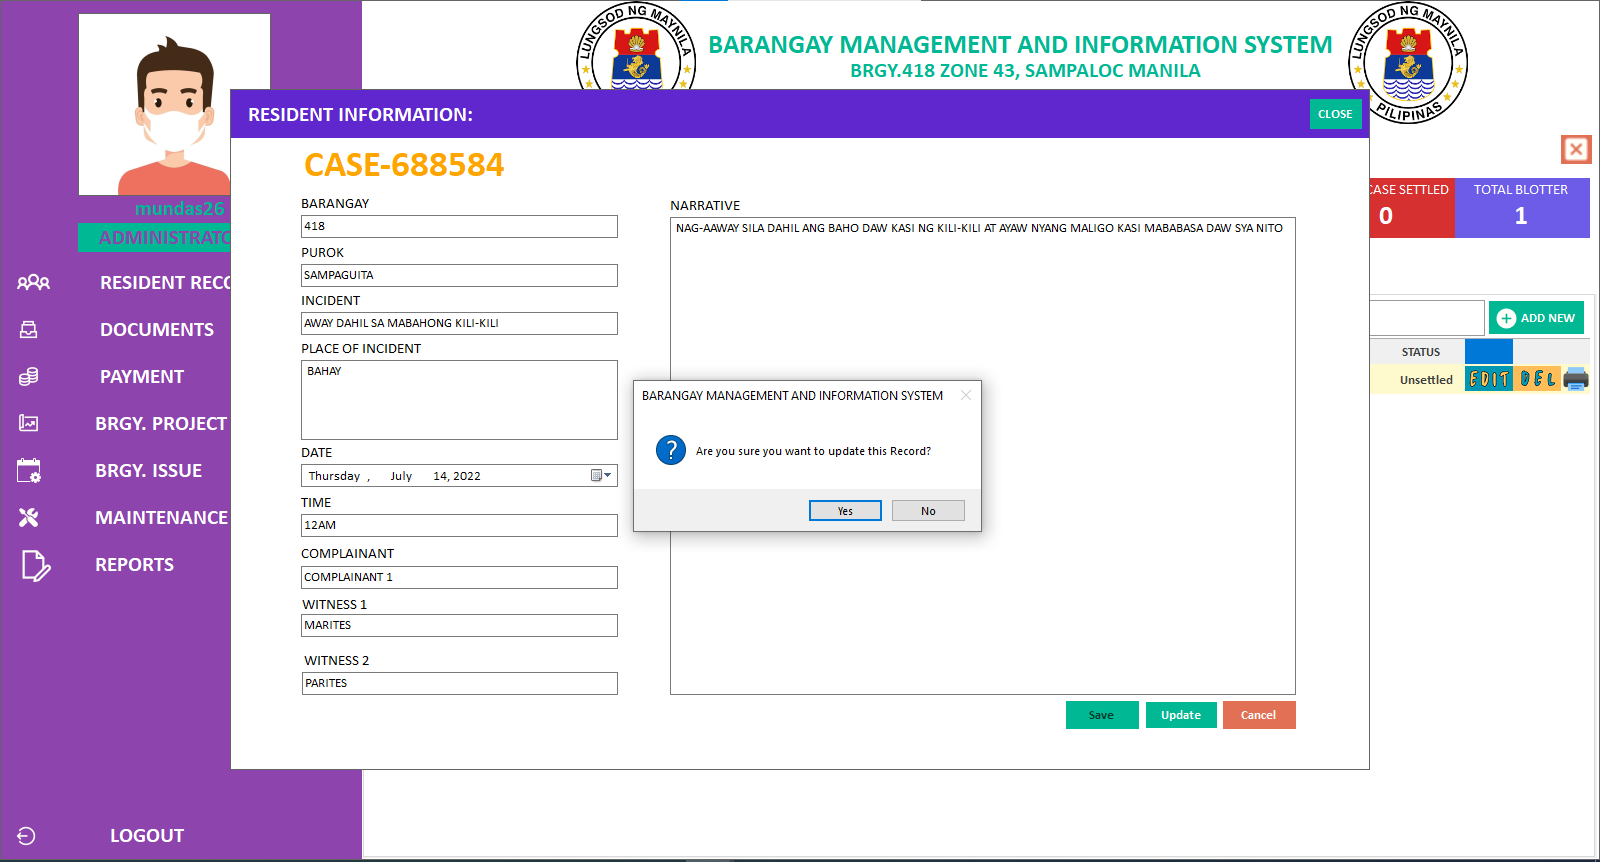 LUNGSOD NG MAYNILA
BARANGAY MANAGEMENT AND INFORMATION SYSTEM
BRGY.418 ZONE 43, SAMPALOC MANILA
LUNGSOD NG MAYNILA
PILIPINAS
mundas26
ADMINISTRATO
RESIDENT RECO
DOCUMENTS
PAYMENT
BRGY. PROJECT
BRGY. ISSUE
MAINTENANCE
REPORTS
LOGOUT
RESIDENT INFORMATION:
CLOSE
CASE-688584
BARANGAY
418
PUROK
SAMPAGUITA
INCIDENT
AWAY DAHIL SA MABAHONG KILI-KILI
PLACE OF INCIDENT
BAHAY
DATE
Thursday , July 14, 2022
TIME
12AM
COMPLAINANT
COMPLAINANT 1
WITNESS 1
MARITES
WITNESS 2
PARITES
NARRATIVE
NAG-AAWAY SILA DAHIL ANG BAHO DAW KASI NG KILI-KILI AT AYAW NYANG MALIGO KASI MABABASA DAW SYA NITO
BARANGAY MANAGEMENT AND INFORMATION SYSTEM
Are you sure you want to update this Record?
Yes No
Save Update Cancel
CASE SETTLED
0
TOTAL BLOTTER
1
ADD NEW
STATUS
Unsettled EDIT DEL